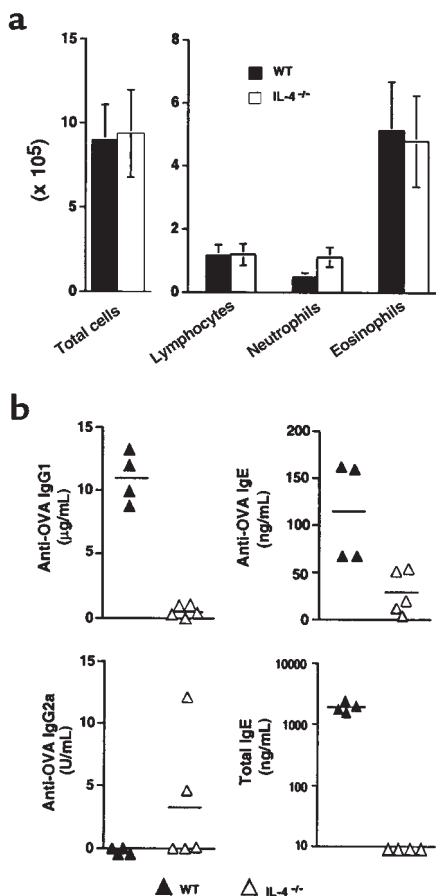 a
15
10
5
0
(x 10⁵)
Total cells
8
6
4
2
0
WT
IL-4 -/-
Lymphocytes
Neutrophils
Eosinophils
b
15
10
5
0
Anti-OVA IgG1
(μg/mL)
200
150
100
50
0
Anti-OVA IgE
(ng/mL)
15
10
5
0
Anti-OVA IgG2a
(U/mL)
10000
1000
100
10
Total IgE
(ng/mL)
WT IL-4 -/-